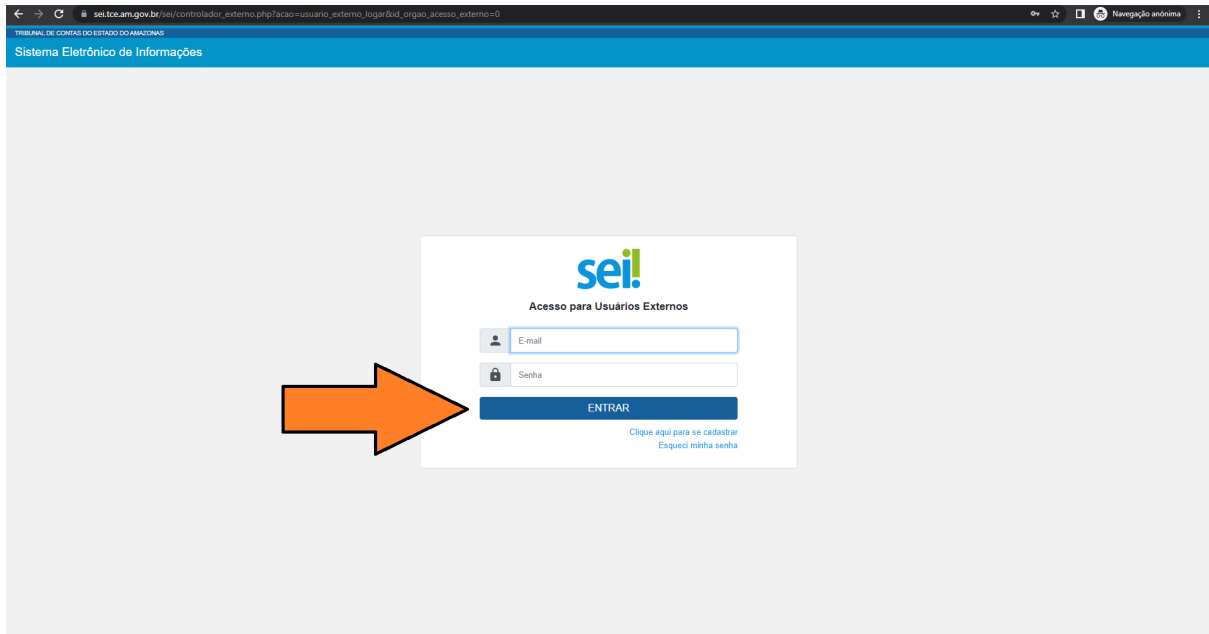 sei.tce.am.gov.br/sei/controlador_externo.php?acao=usuario_externo_logar&id_orgao_acesso_externo=0
Navegação anónima
TRIBUNAL DE CONTAS DO ESTADO DO AMAZONAS
Sistema Eletrônico de Informações
sei!
Acesso para Usuários Externos
E-mail
Senha
ENTRAR
Clique aqui para se cadastrar
Esqueci minha senha